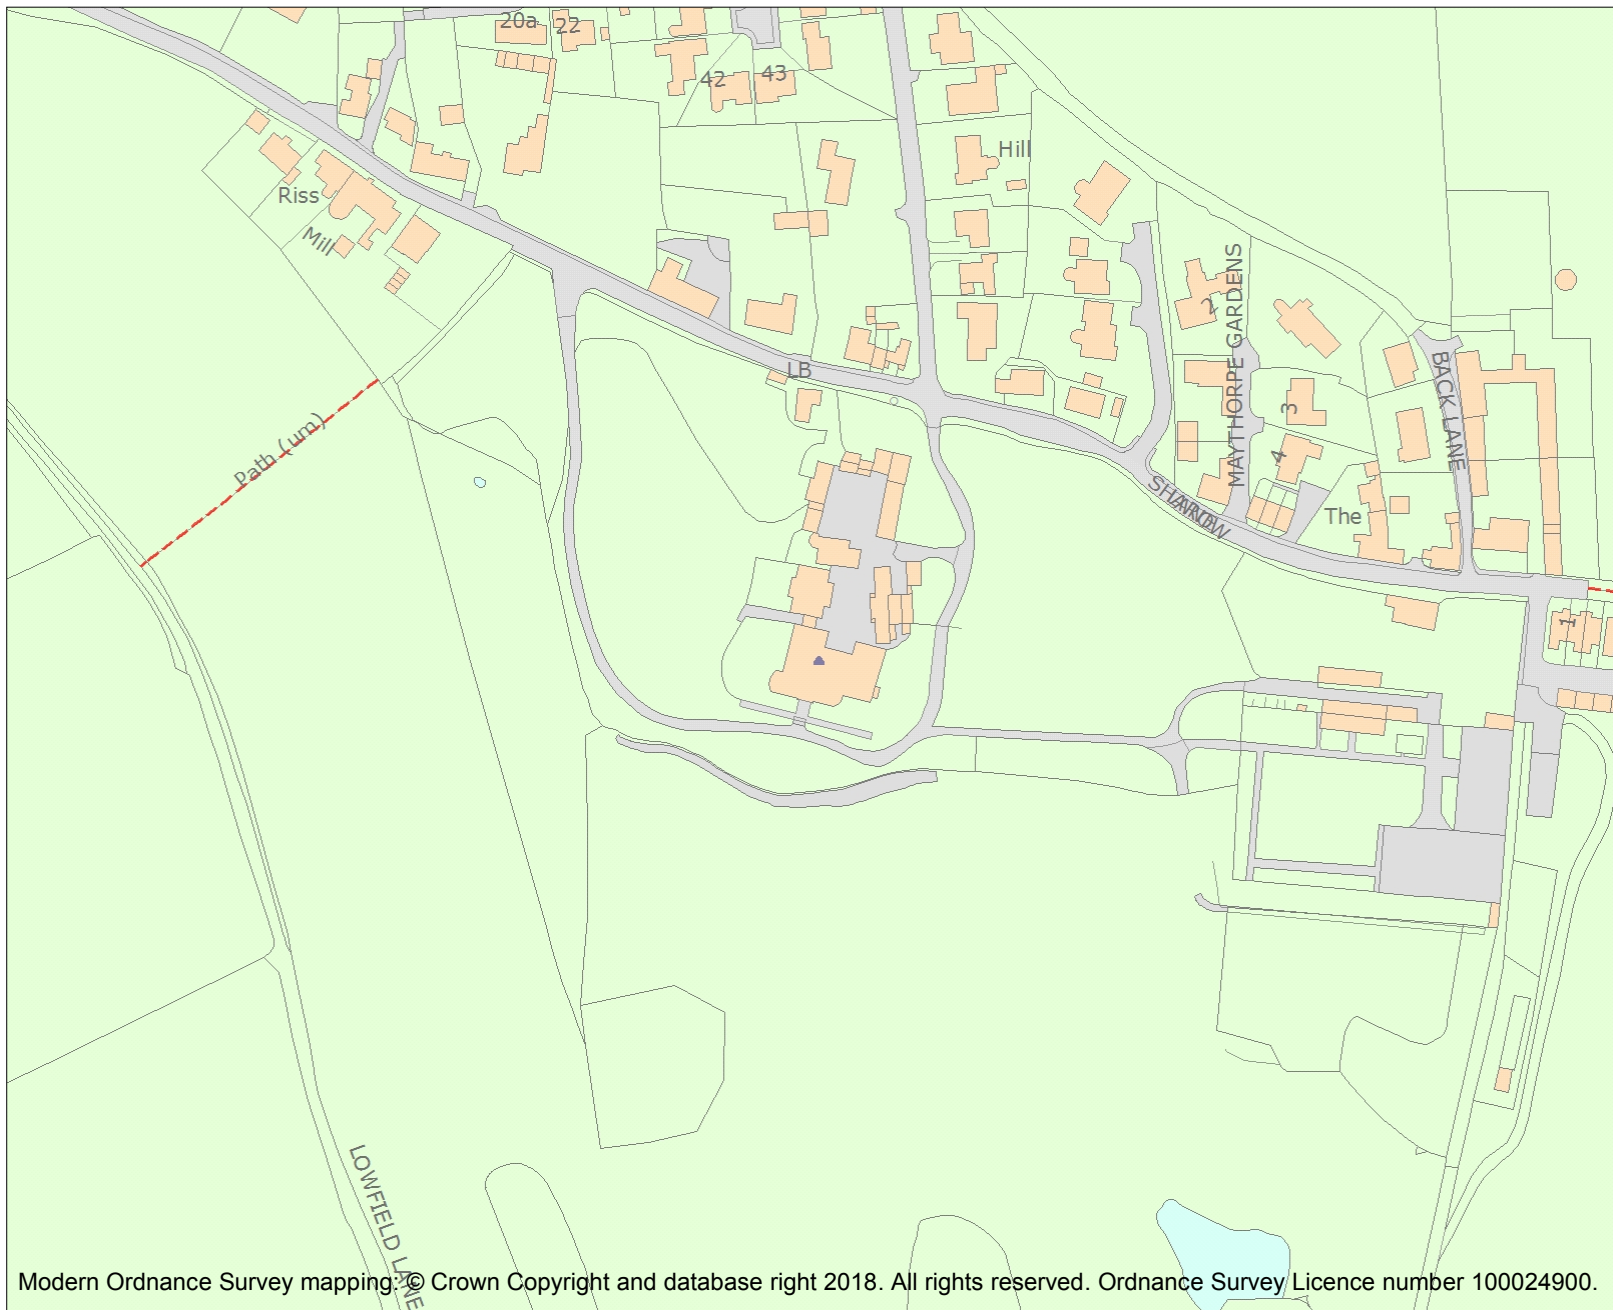 20a
22
42
43
Hill
Riss
Mill
2
MAYTHORPE GARDENS
LB
BACK LANE
3
Path (um)
4
SHAROW
LANE
The
1
LOWFIELD LANE
Modern Ordnance Survey mapping: © Crown Copyright and database right 2018. All rights reserved. Ordnance Survey Licence number 100024900.